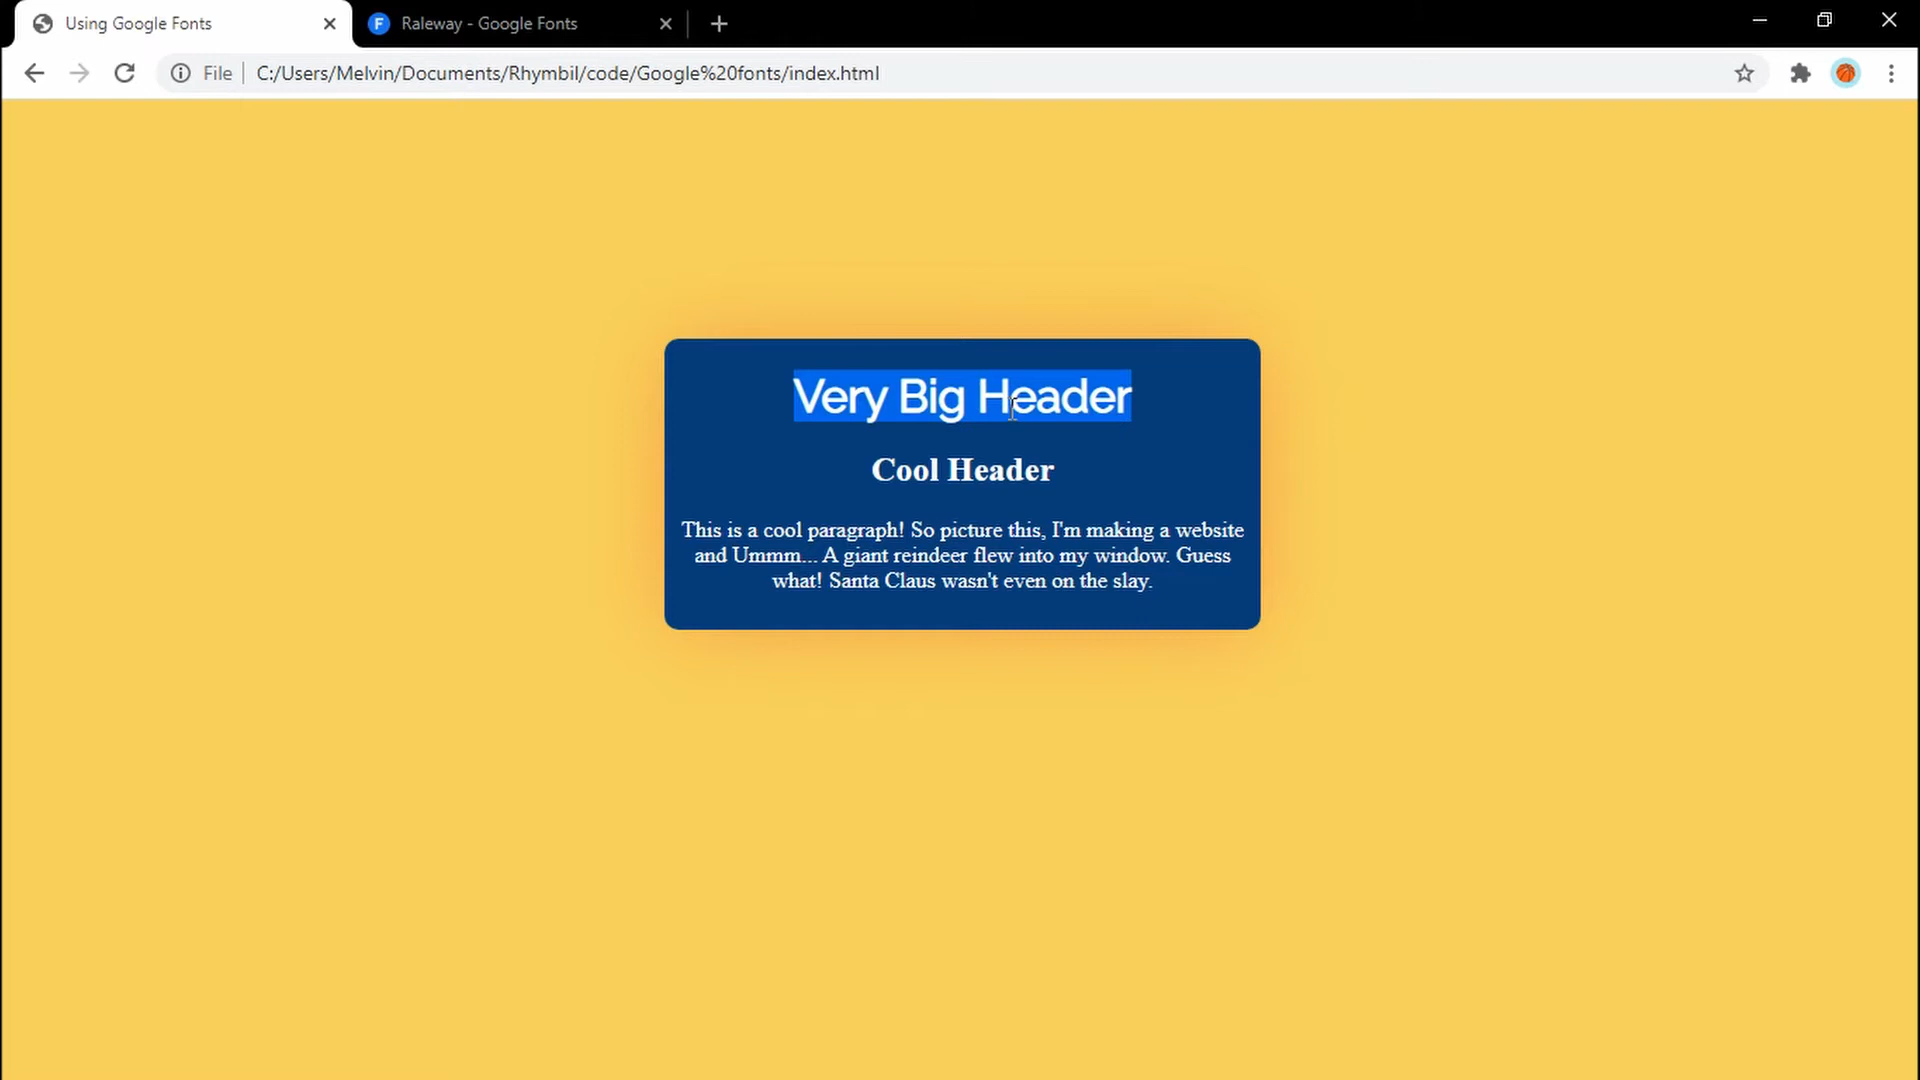 Using Google Fonts
Raleway - Google Fonts
File
C:/Users/Melvin/Documents/Rhymbil/code/Google%20fonts/index.html
Very Big Header
Cool Header
This is a cool paragraph! So picture this, I'm making a website
and Ummm... A giant reindeer flew into my window. Guess
what! Santa Claus wasn't even on the slay.